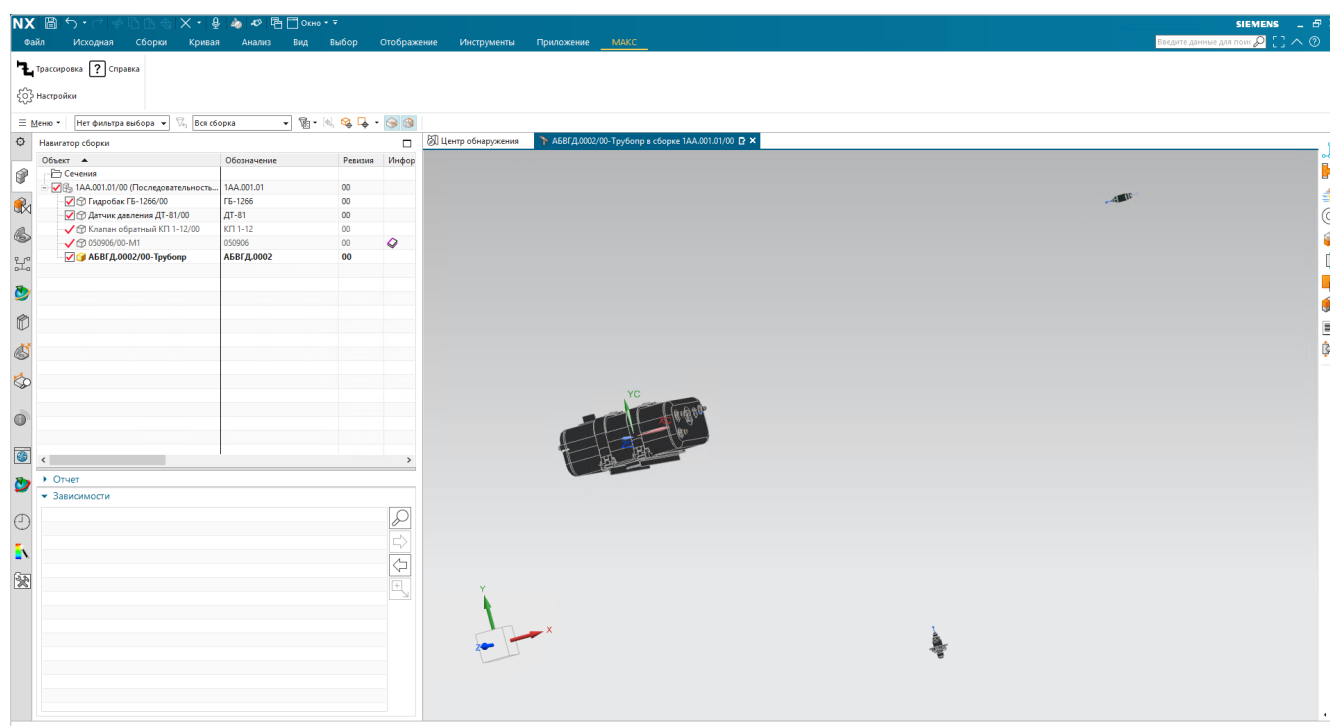 NX Окно SIEMENS
Файл Исходная Сборки Кривая Анализ Вид Выбор Отображение Инструменты Приложение МАКС Введите данные для поис
Трассировка ? Справка
Настройки
Меню Нет фильтра выбора Вся сборка
Навигатор сборки
Центр обнаружения АБВГД.0002/00-Трубопр в сборке 1АА.001.01/00
Объект Обозначение Ревизия Инфор
Сечения
1АА.001.01/00 (Последовательность... 1АА.001.01 00
Гидробак ГБ-1266/00 ГБ-1266 00
Датчик давления ДТ-81/00 ДТ-81 00
Клапан обратный КП 1-12/00 КП 1-12 00
050906/00-М1 050906 00
АБВГД.0002/00-Трубопр АБВГД.0002 00
YC
Отчет
Зависимости
Y
X
Z